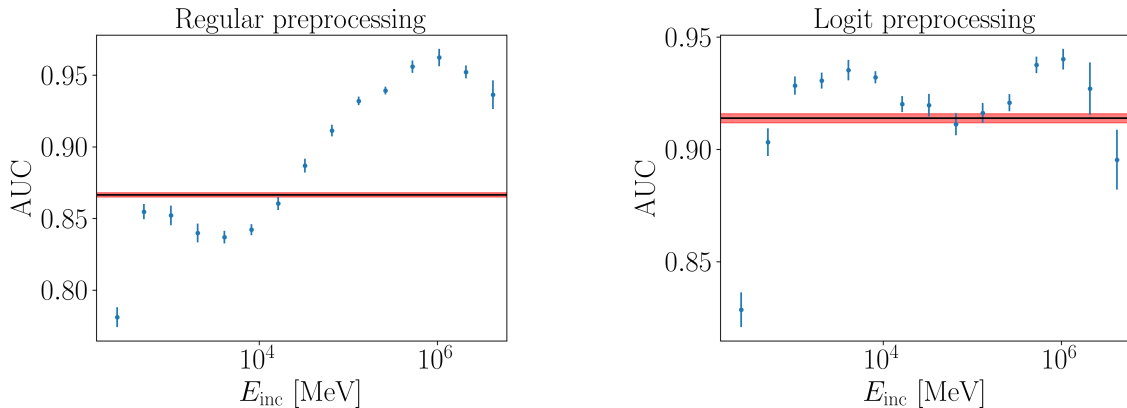 Regular preprocessing
0.95
0.90
0.85
0.80
AUC
10^4
10^6
E_inc [MeV]
Logit preprocessing
0.95
0.90
0.85
AUC
10^4
10^6
E_inc [MeV]